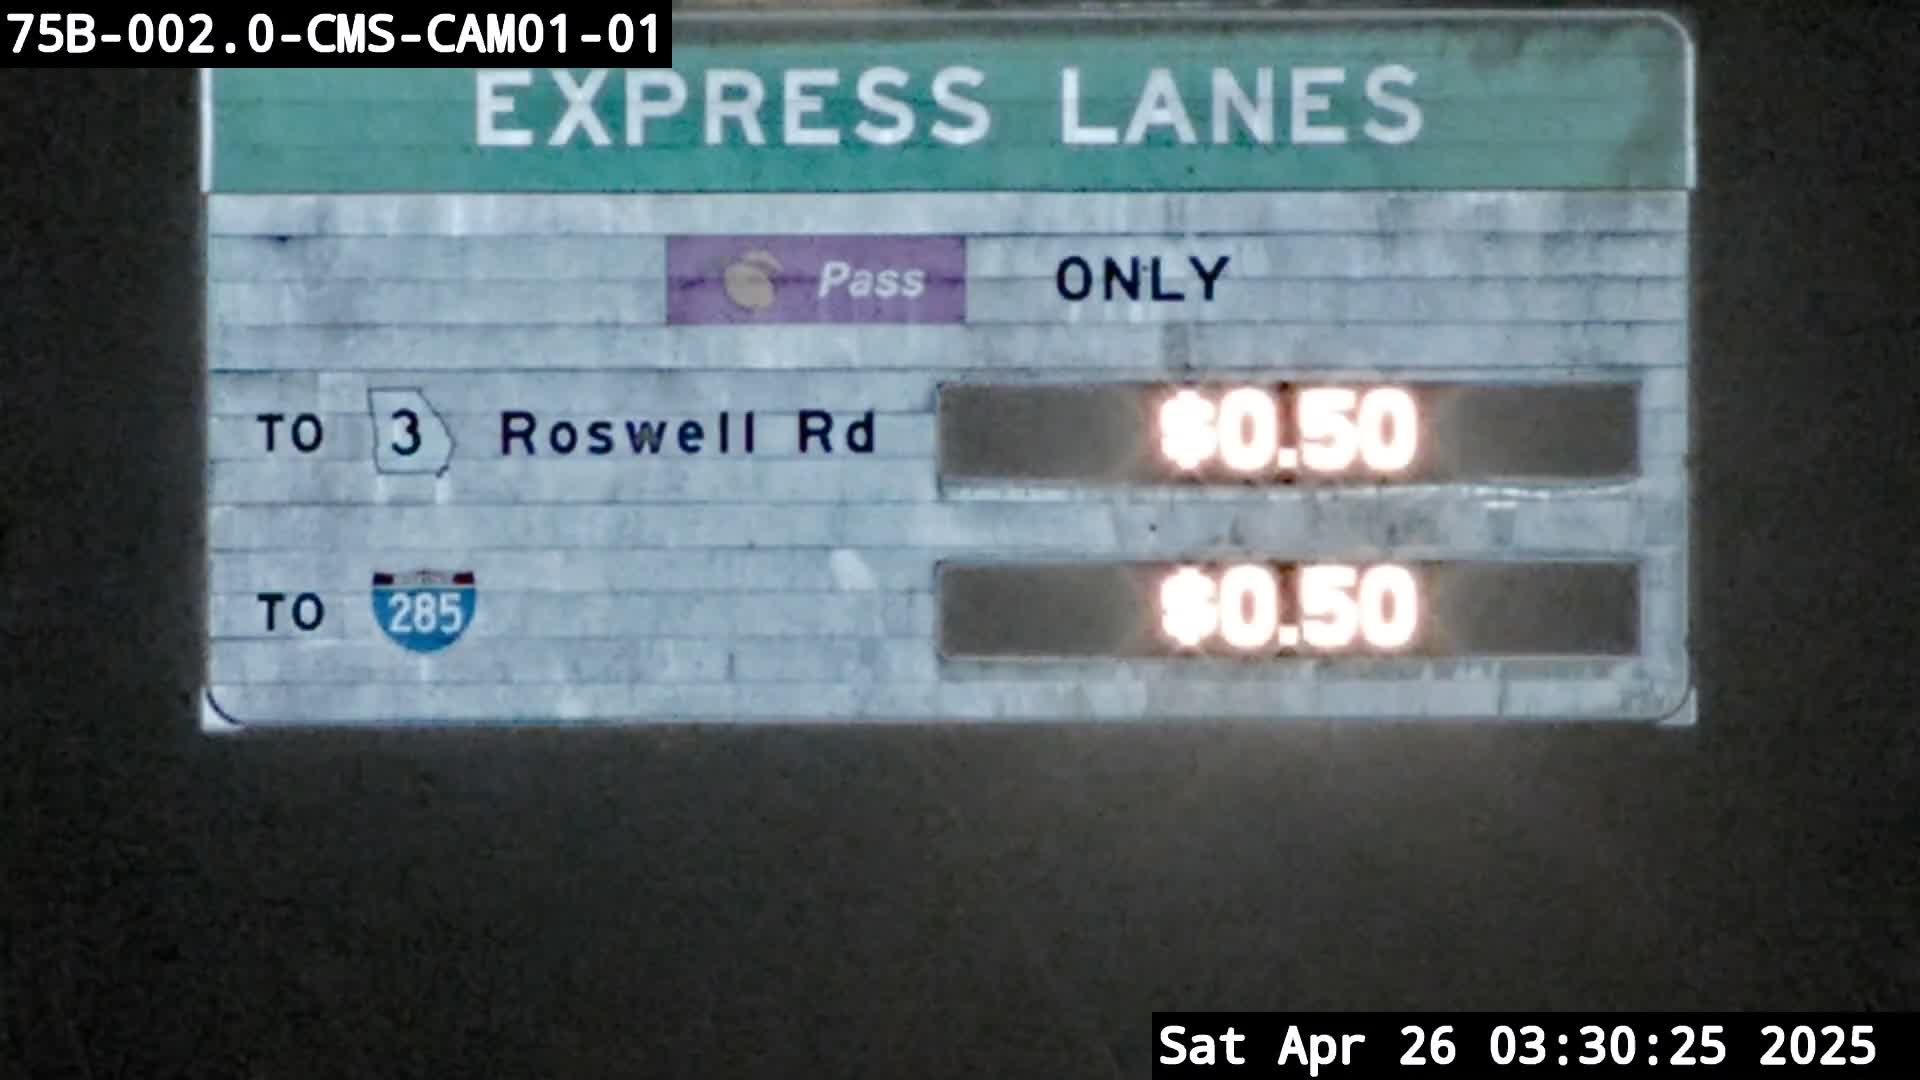 75B-002.0-CMS-CAM01-01
EXPRESS LANES
Pass ONLY
TO 3 Roswell Rd $0.50
TO 285 $0.50
Sat Apr 26 03:30:25 2025